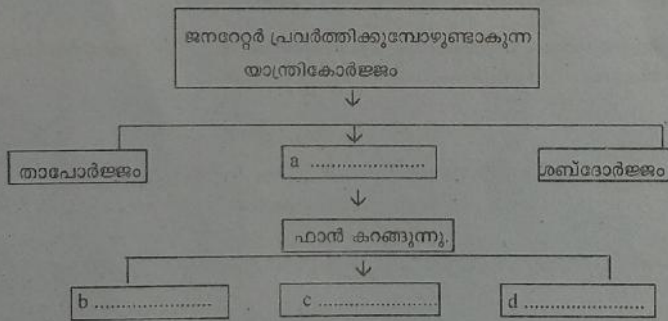 ജനറേറ്റർ പ്രവർത്തിക്കുമ്പോഴുണ്ടാകുന്ന
യാന്ത്രികോർജ്ജം
താപോർജ്ജം
a ......................
ശബ്ദോർജ്ജം
ഫാൻ കറങ്ങുന്നു.
b ......................
c ......................
d ......................